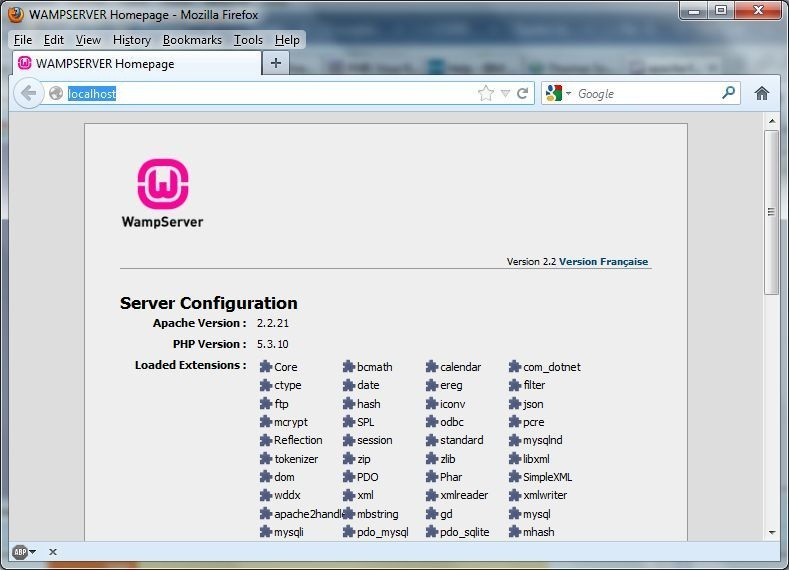 WAMPSERVER Homepage - Mozilla Firefox
File Edit View History Bookmarks Tools Help
WAMPSERVER Homepage
localhost
Google
WampServer
Version 2.2 Version Française
Server Configuration
Apache Version : 2.2.21
PHP Version : 5.3.10
Loaded Extensions : Core bcmath calendar com_dotnet
ctype date ereg filter
ftp hash iconv json
mcrypt SPL odbc pcre
Reflection session standard mysqlnd
tokenizer zip zlib libxml
dom PDO Phar SimpleXML
wddx xml xmlreader xmlwriter
apache2handle mbstring gd mysql
mysqli pdo_mysql pdo_sqlite mhash
ABP